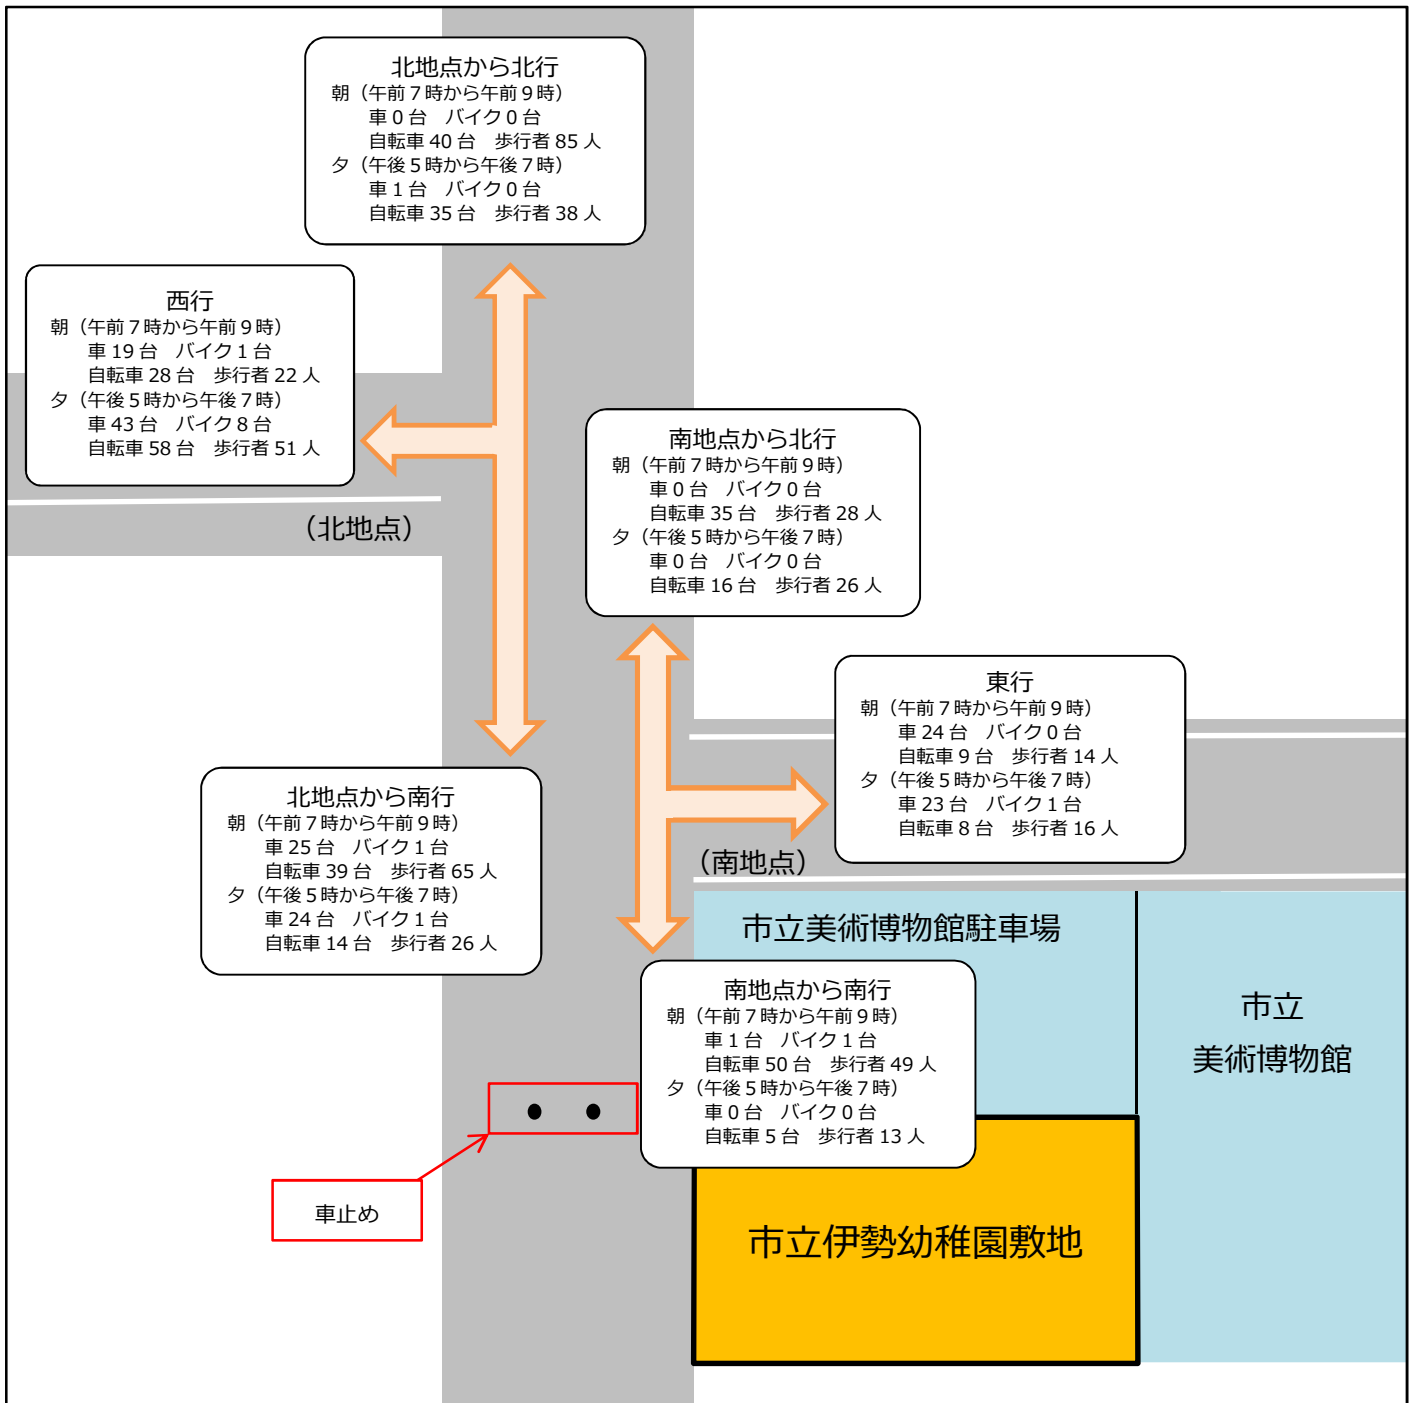 北地点から北行
朝（午前７時から午前９時）
車０台　バイク０台
自転車 40 台　歩行者 85 人
夕（午後５時から午後７時）
車１台　バイク０台
自転車 35 台　歩行者 38 人
西行
朝（午前７時から午前９時）
車 19 台　バイク１台
自転車 28 台　歩行者 22 人
夕（午後５時から午後７時）
車 43 台　バイク８台
自転車 58 台　歩行者 51 人
（北地点）
南地点から北行
朝（午前７時から午前９時）
車０台　バイク０台
自転車 35 台　歩行者 28 人
夕（午後５時から午後７時）
車０台　バイク０台
自転車 16 台　歩行者 26 人
東行
朝（午前７時から午前９時）
車 24 台　バイク０台
自転車９台　歩行者 14 人
夕（午後５時から午後７時）
車 23 台　バイク１台
自転車８台　歩行者 16 人
（南地点）
北地点から南行
朝（午前７時から午前９時）
車 25 台　バイク１台
自転車 39 台　歩行者 65 人
夕（午後５時から午後７時）
車 24 台　バイク１台
自転車 14 台　歩行者 26 人
市立美術博物館駐車場
南地点から南行
朝（午前７時から午前９時）
車１台　バイク１台
自転車 50 台　歩行者 49 人
夕（午後５時から午後７時）
車０台　バイク０台
自転車５台　歩行者 13 人
市立
美術博物館
車止め
市立伊勢幼稚園敷地